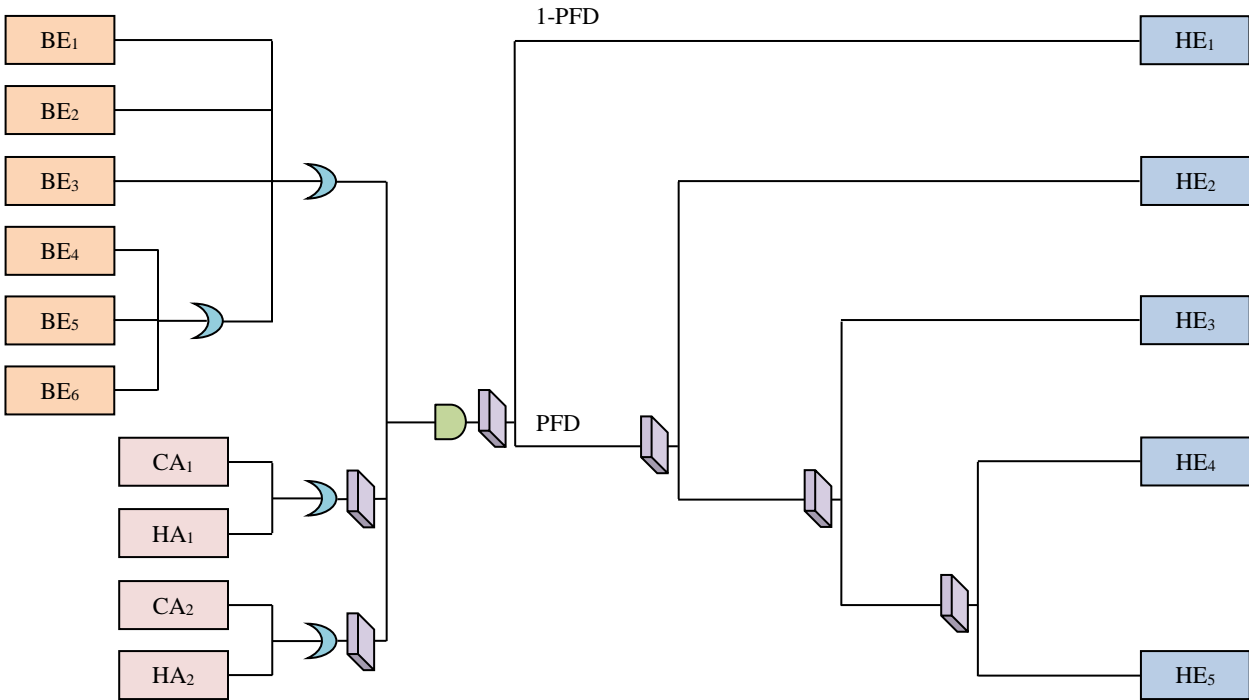 1-PFD
BE₁
HE₁
BE₂
BE₃
HE₂
BE₄
BE₅
HE₃
BE₆
PFD
CA₁
HE₄
HA₁
CA₂
HA₂
HE₅